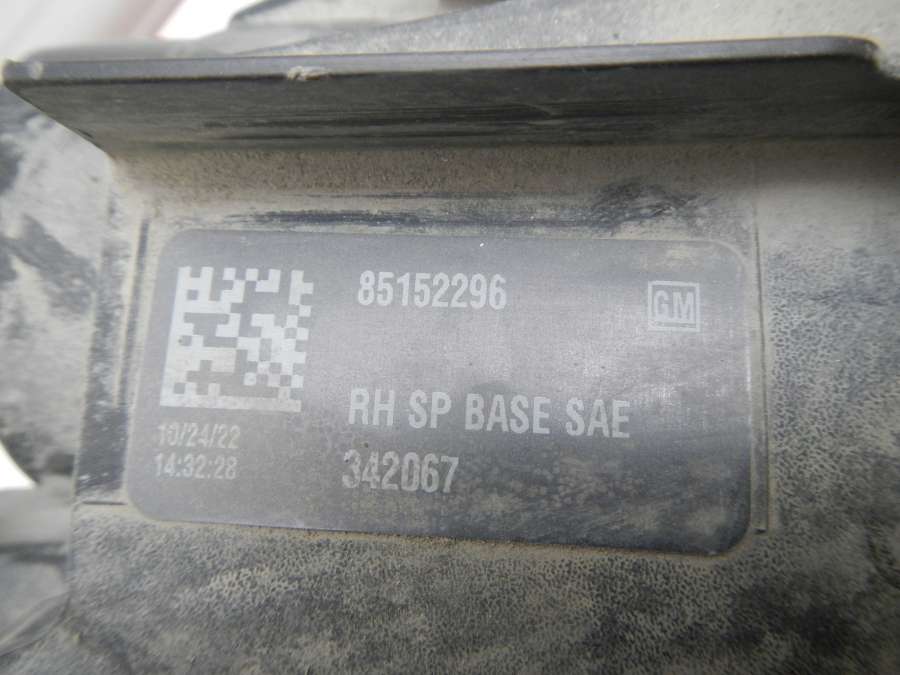 85152296
GM
RH SP BASE SAE
10/24/22
342067
14:32:28